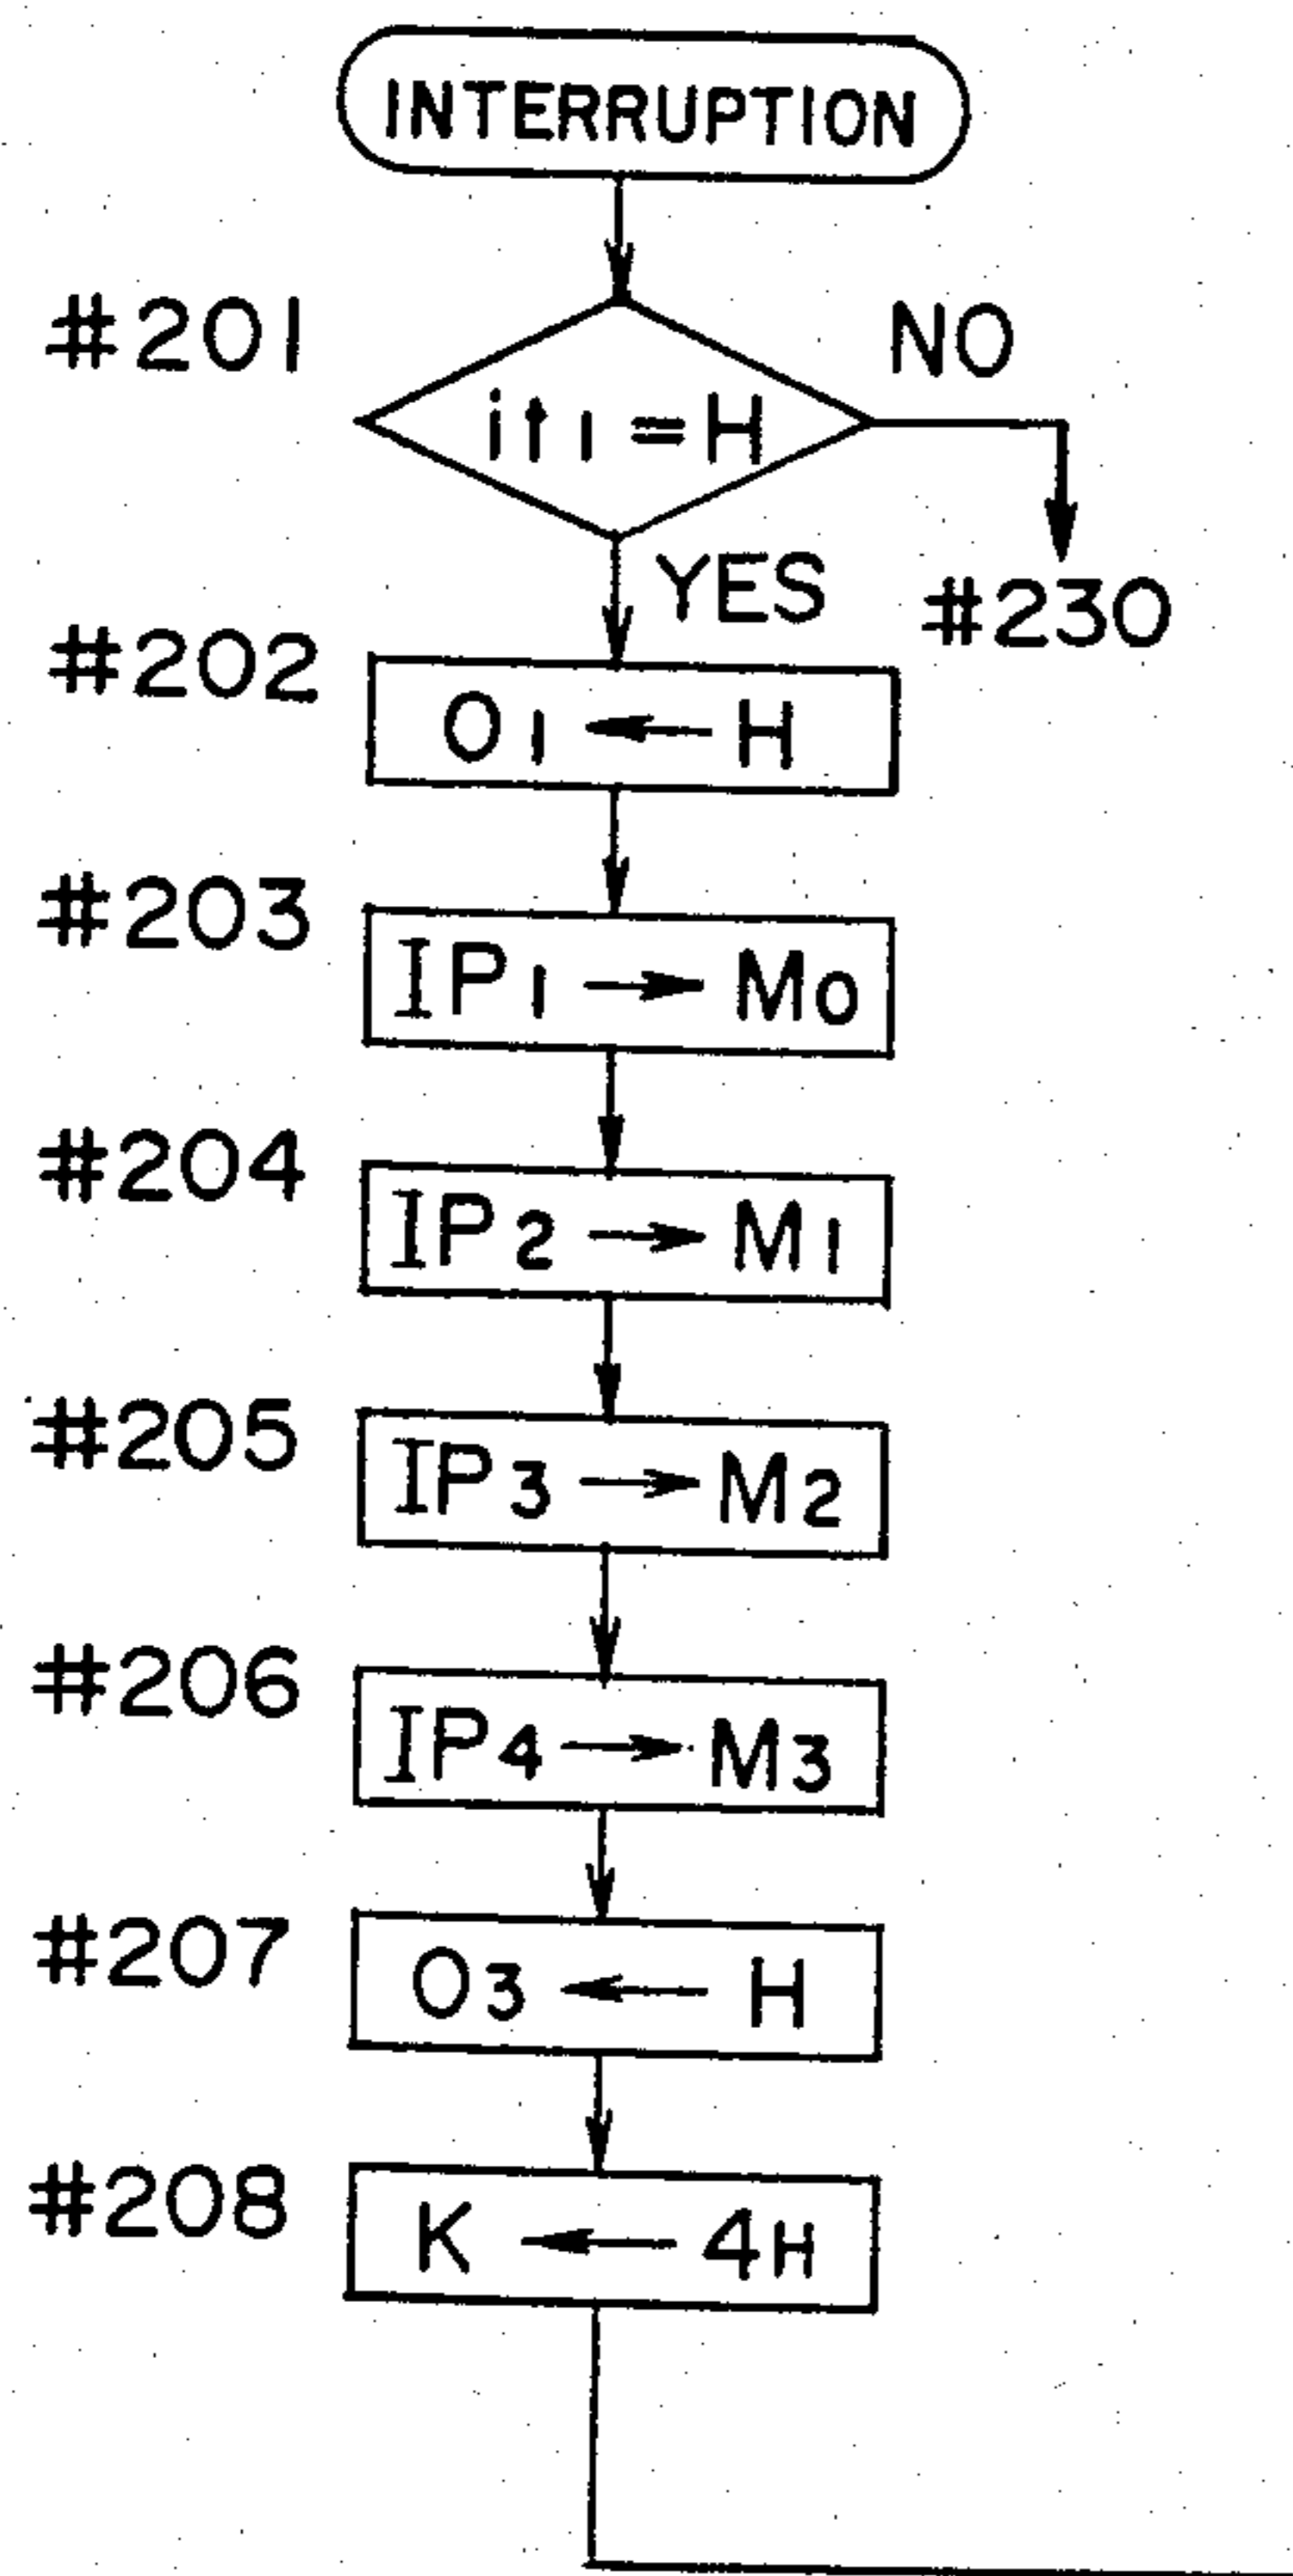 INTERRUPTION
#201
it1 = H
NO
YES
#230
#202
O1 ← H
#203
IP1 → M0
#204
IP2 → M1
#205
IP3 → M2
#206
IP4 → M3
#207
O3 ← H
#208
K ← 4H